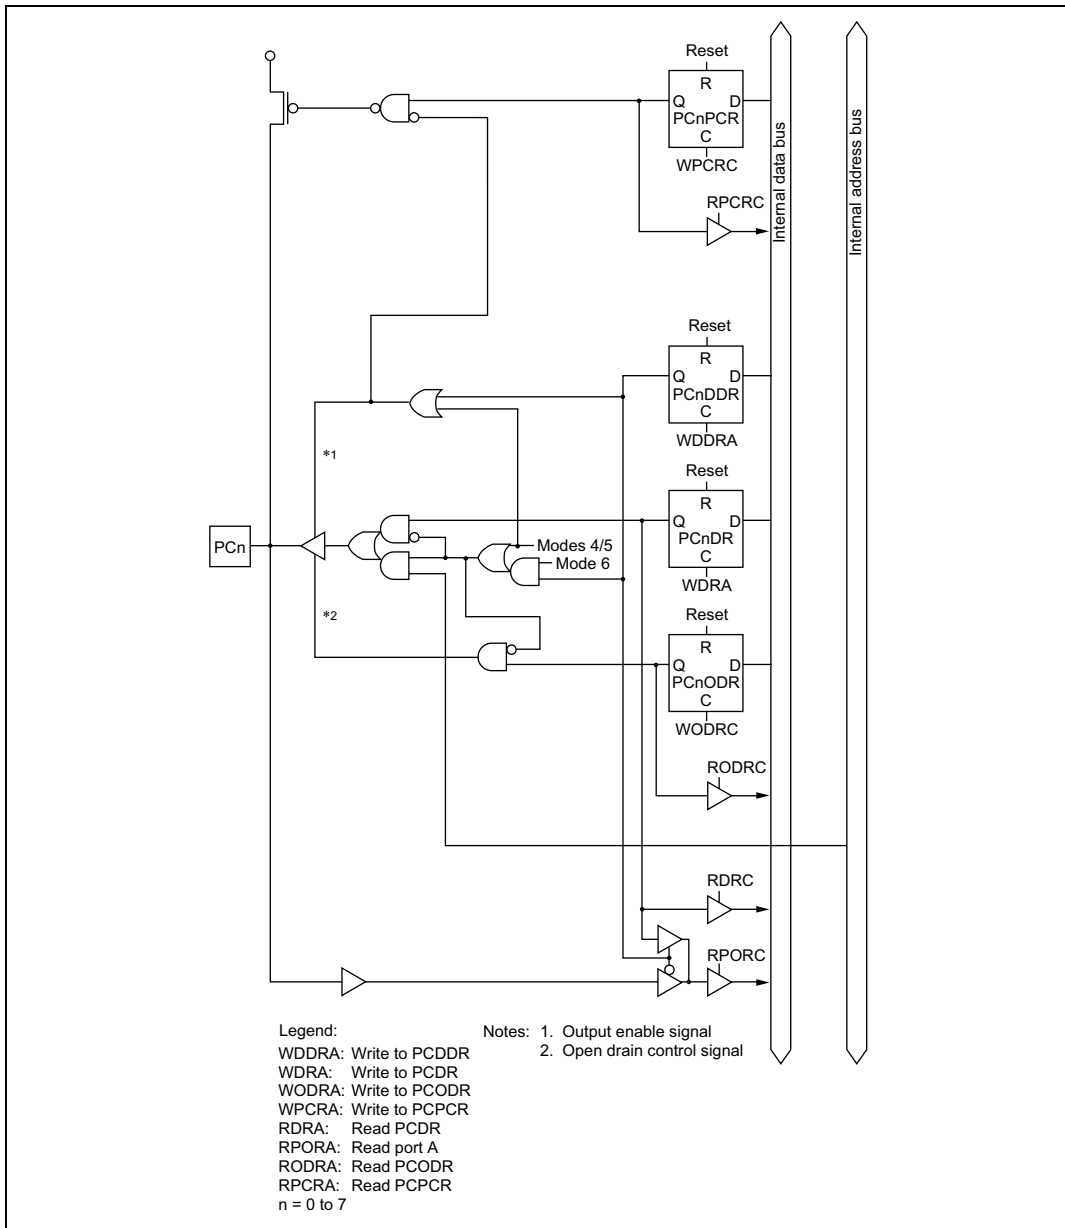 Reset
R
Q D
PCnPCR
C
WPCRC
RPCRC
Internal data bus
Internal address bus
Reset
R
Q D
PCnDDR
C
WDDRA
*1
Reset
R
Q D
PCnDR
C
WDRA
PCn
Modes 4/5
Mode 6
*2
Reset
R
Q D
PCnODR
C
WODRC
RODRC
RDRC
RPORC
Legend:
WDDRA: Write to PCDDR
WDRA: Write to PCDR
WODRA: Write to PCODR
WPCRA: Write to PCPCR
RDRA: Read PCDR
RPORA: Read port A
RODRA: Read PCODR
RPCRA: Read PCPCR
n = 0 to 7
Notes: 1. Output enable signal
2. Open drain control signal